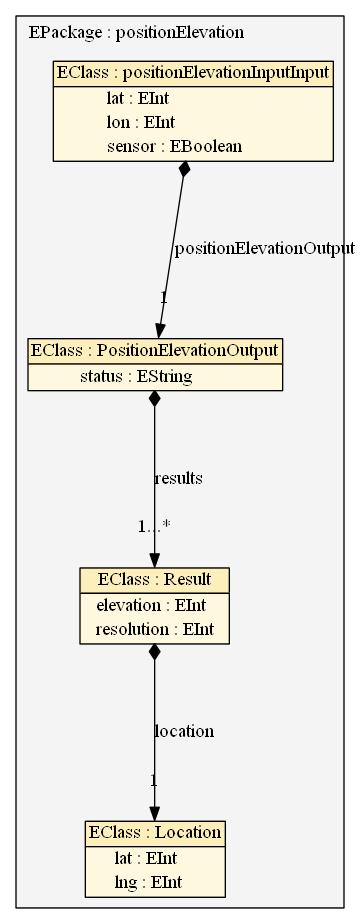 EPackage : positionElevation
EClass : positionElevationInputInput
lat : EInt
lon : EInt
sensor : EBoolean
positionElevationOutput
1
EClass : PositionElevationOutput
status : EString
results
1...*
EClass : Result
elevation : EInt
resolution : EInt
location
1
EClass : Location
lat : EInt
lng : EInt